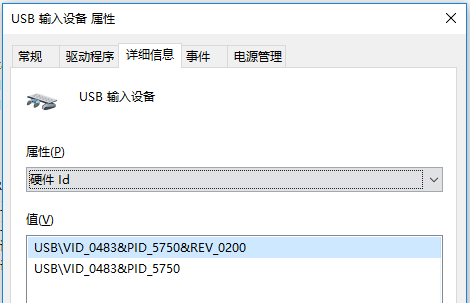 USB 输入设备 属性
常规 驱动程序 详细信息 事件 电源管理
USB 输入设备
属性(P)
硬件 Id
值(V)
USB\VID_0483&PID_5750&REV_0200
USB\VID_0483&PID_5750